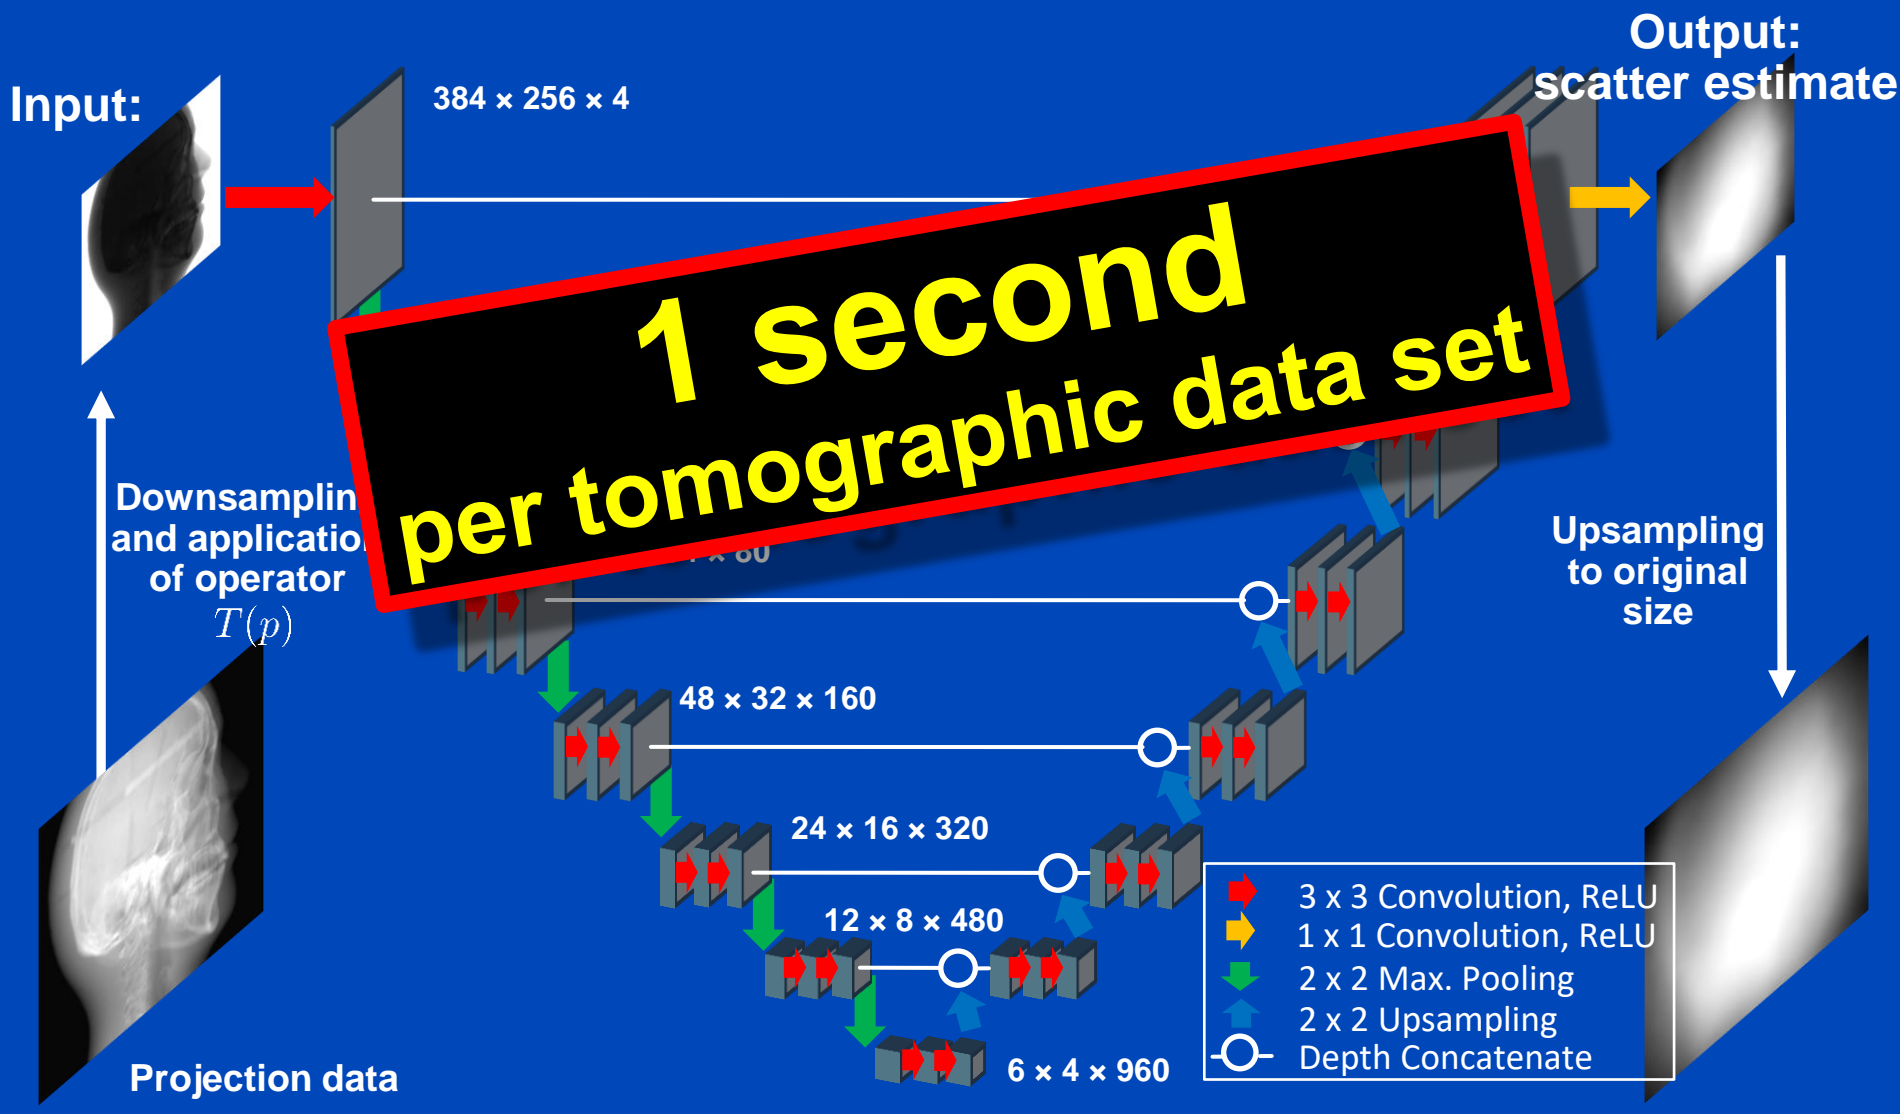 Input:
384 × 256 × 4
Output:
scatter estimate
1 second
per tomographic data set
Downsamplin
and applicatio
of operator
T(p)
× 80
Upsampling
to original
size
48 × 32 × 160
24 × 16 × 320
12 × 8 × 480
6 × 4 × 960
Projection data
3 x 3 Convolution, ReLU
1 x 1 Convolution, ReLU
2 x 2 Max. Pooling
2 x 2 Upsampling
Depth Concatenate